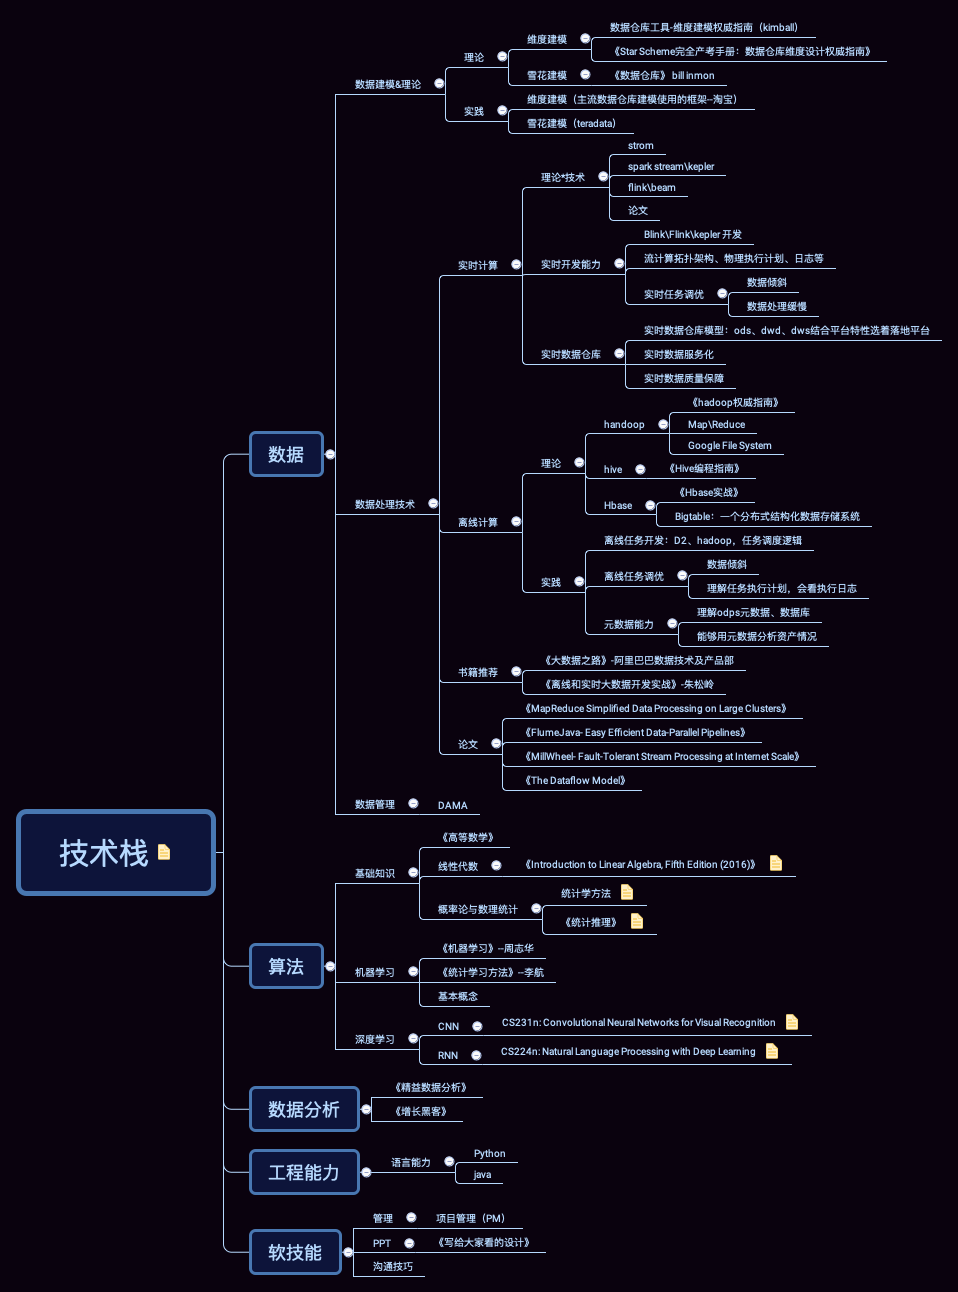 技术栈
数据
数据建模&理论
理论
维度建模
数据仓库工具-维度建模权威指南（kimball）
《Star Scheme完全产考手册：数据仓库维度设计权威指南》
雪花建模
《数据仓库》 bill inmon
实践
维度建模（主流数据仓库建模使用的框架--淘宝）
雪花建模（teradata）
数据处理技术
实时计算
理论*技术
strom
spark stream\kepler
flink\beam
论文
实时开发能力
Blink\Flink\kepler 开发
流计算拓扑架构、物理执行计划、日志等
实时任务调优
数据倾斜
数据处理缓慢
实时数据仓库
实时数据仓库模型：ods、dwd、dws结合平台特性选着落地平台
实时数据服务化
实时数据质量保障
离线计算
理论
handoop
《hadoop权威指南》
Map\Reduce
Google File System
hive
《Hive编程指南》
Hbase
《Hbase实战》
Bigtable：一个分布式结构化数据存储系统
实践
离线任务开发：D2、hadoop，任务调度逻辑
离线任务调优
数据倾斜
理解任务执行计划，会看执行日志
元数据能力
理解odps元数据、数据库
能够用元数据分析资产情况
书籍推荐
《大数据之路》-阿里巴巴数据技术及产品部
《离线和实时大数据开发实战》-朱松岭
论文
《MapReduce Simplified Data Processing on Large Clusters》
《FlumeJava- Easy Efficient Data-Parallel Pipelines》
《MillWheel- Fault-Tolerant Stream Processing at Internet Scale》
《The Dataflow Model》
数据管理
DAMA
算法
基础知识
《高等数学》
线性代数
《Introduction to Linear Algebra, Fifth Edition (2016)》
概率论与数理统计
统计学方法
《统计推理》
机器学习
《机器学习》--周志华
《统计学习方法》--李航
基本概念
深度学习
CNN
CS231n: Convolutional Neural Networks for Visual Recognition
RNN
CS224n: Natural Language Processing with Deep Learning
数据分析
《精益数据分析》
《增长黑客》
工程能力
语言能力
Python
java
软技能
管理
项目管理（PM）
PPT
《写给大家看的设计》
沟通技巧